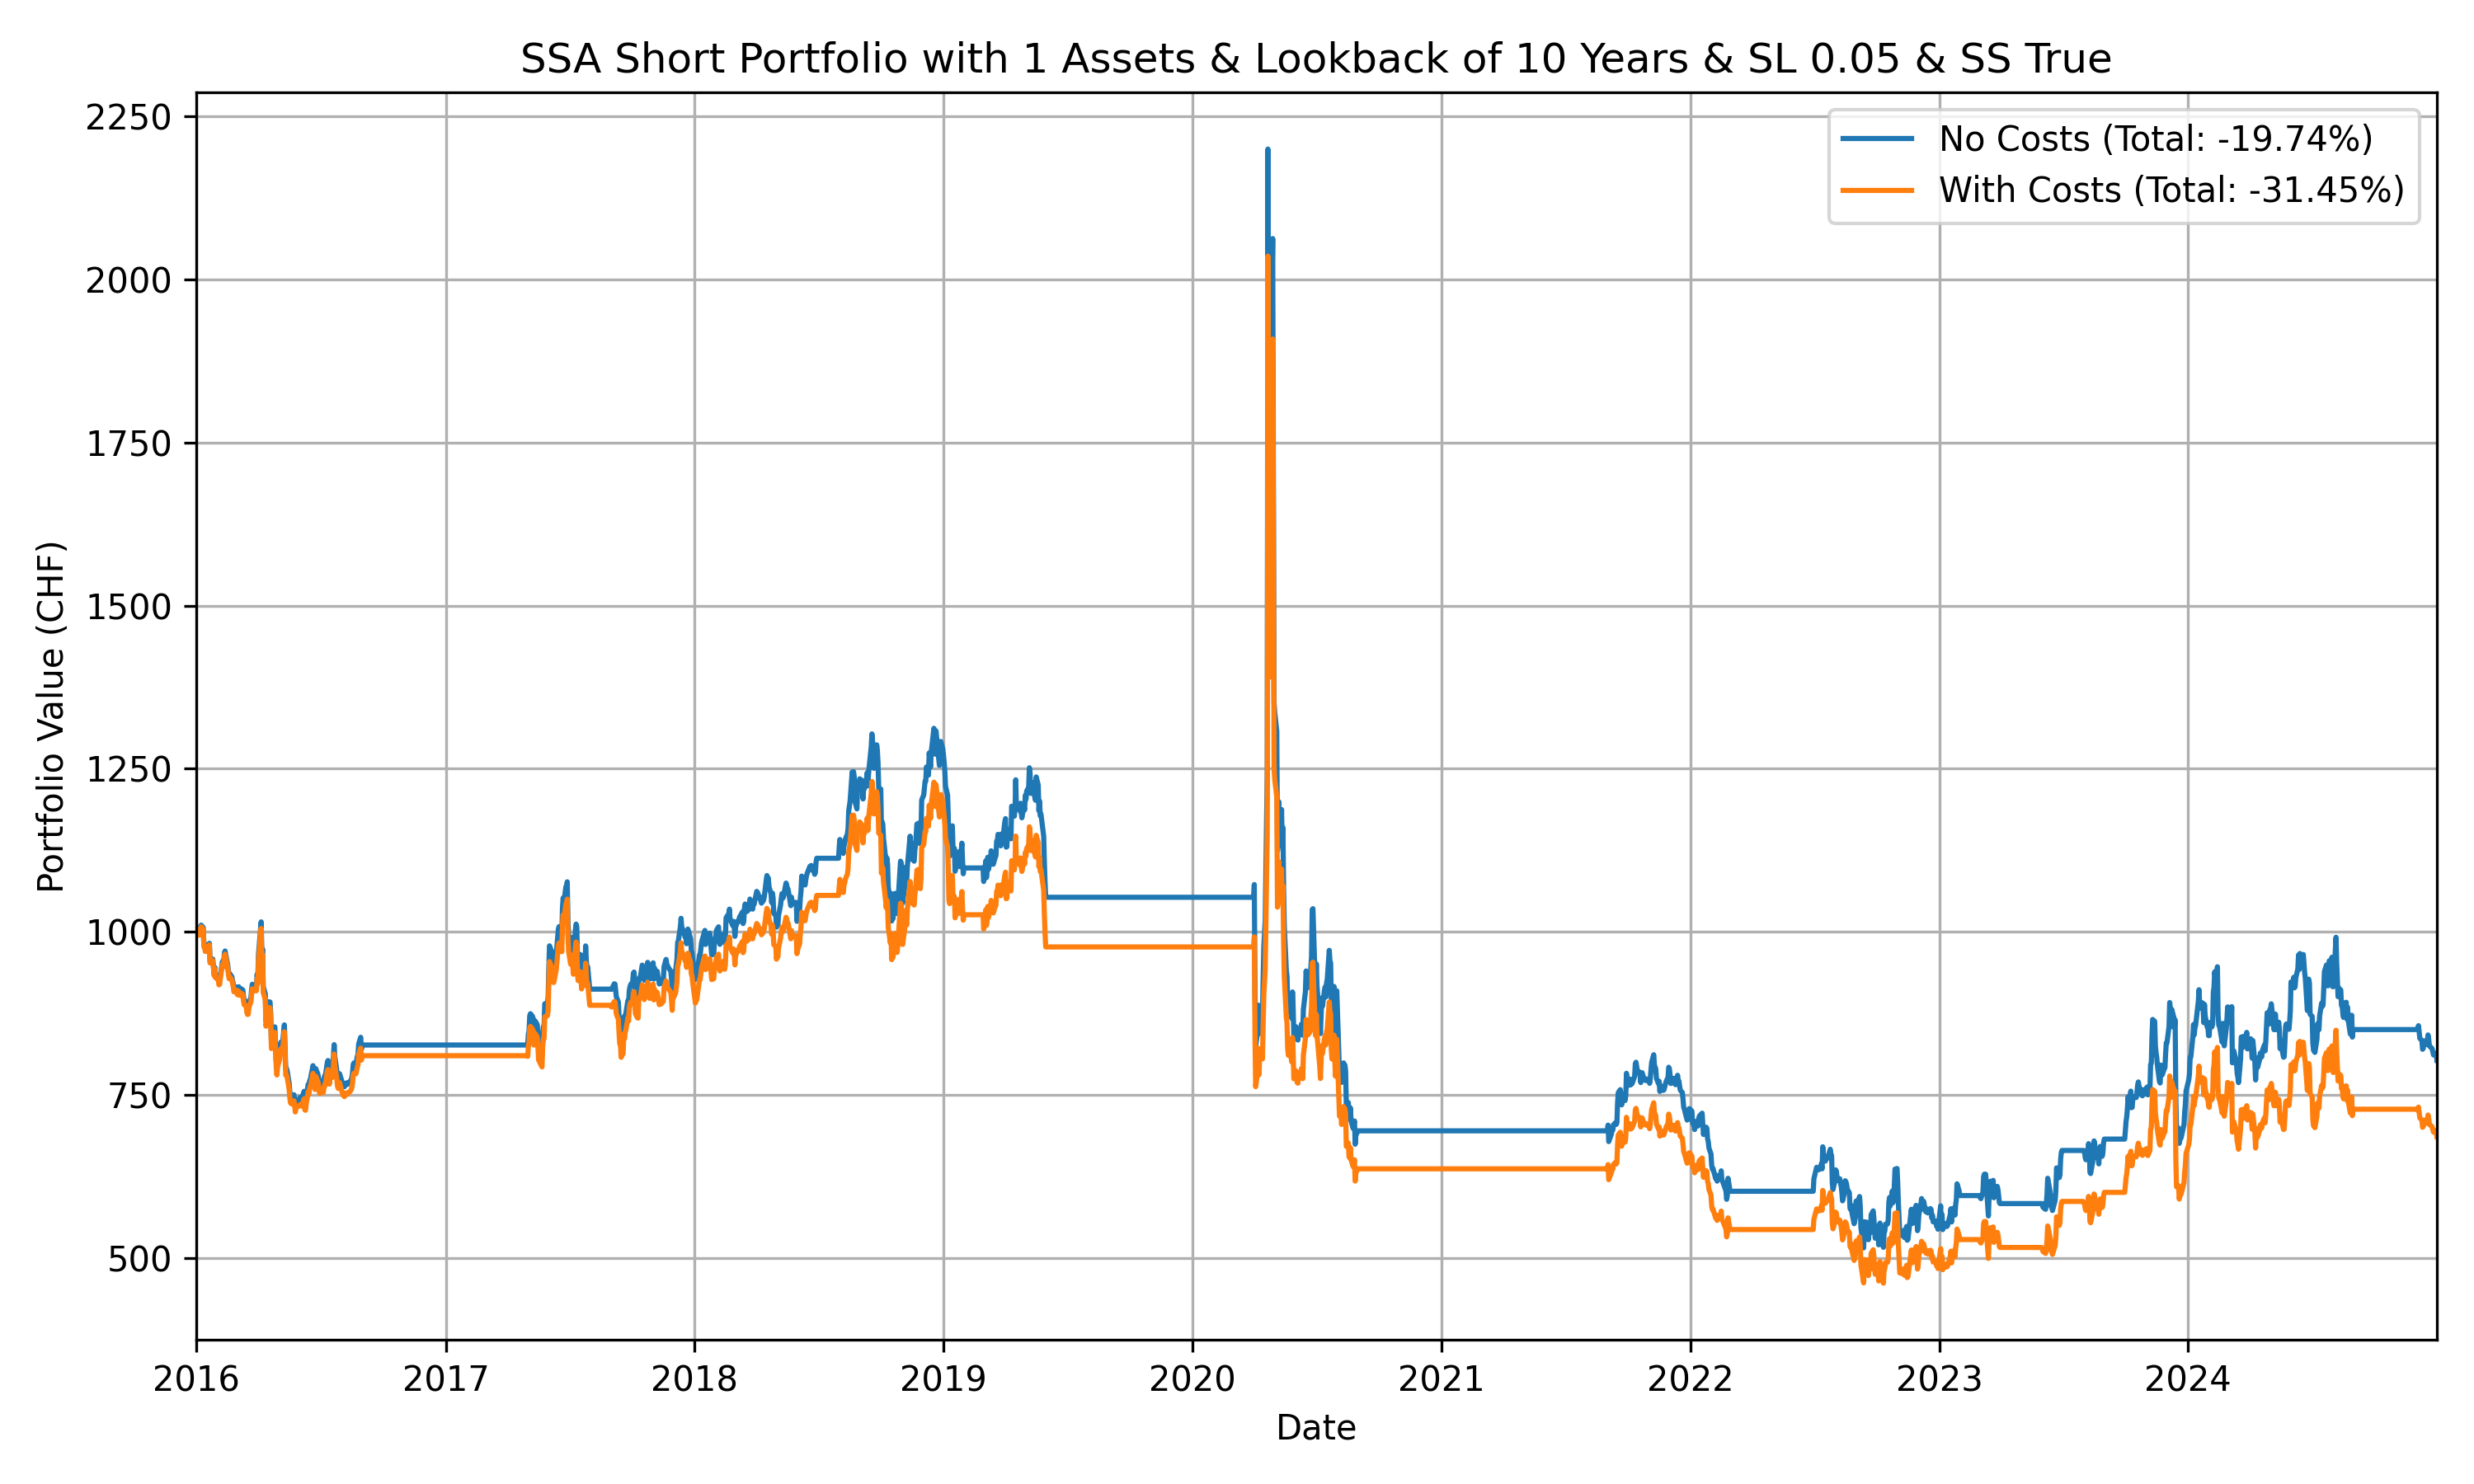 SSA Short Portfolio with 1 Assets & Lookback of 10 Years & SL 0.05 & SS True
No Costs (Total: -19.74%)
With Costs (Total: -31.45%)
Portfolio Value (CHF)
2250
2000
1750
1500
1250
1000
750
500
2016 2017 2018 2019 2020 2021 2022 2023 2024
Date